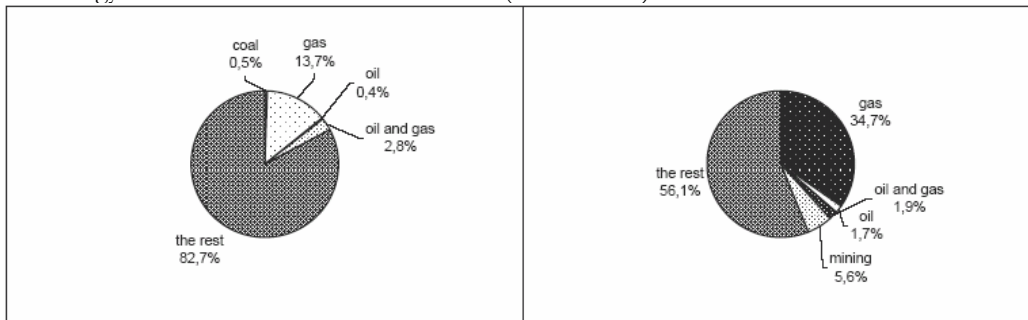 coal
0,5%
gas
13,7%
oil
0,4%
oil and gas
2,8%
the rest
82,7%
gas
34,7%
the rest
56,1%
oil and gas
1,9%
oil
1,7%
mining
5,6%